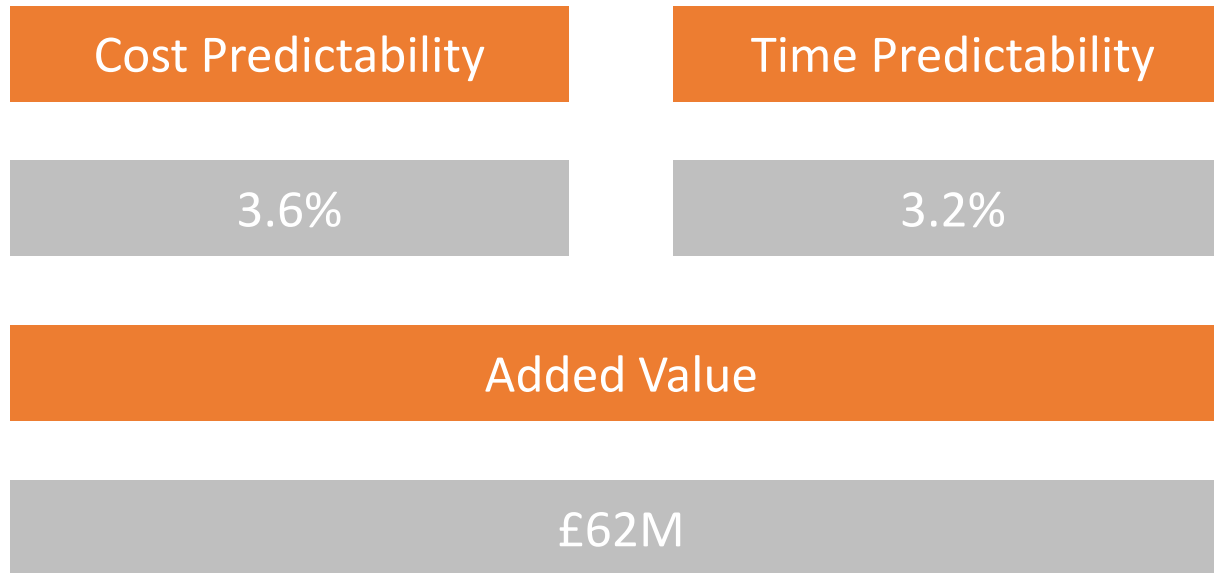 Cost Predictability
Time Predictability
3.6%
3.2%
Added Value
£62M